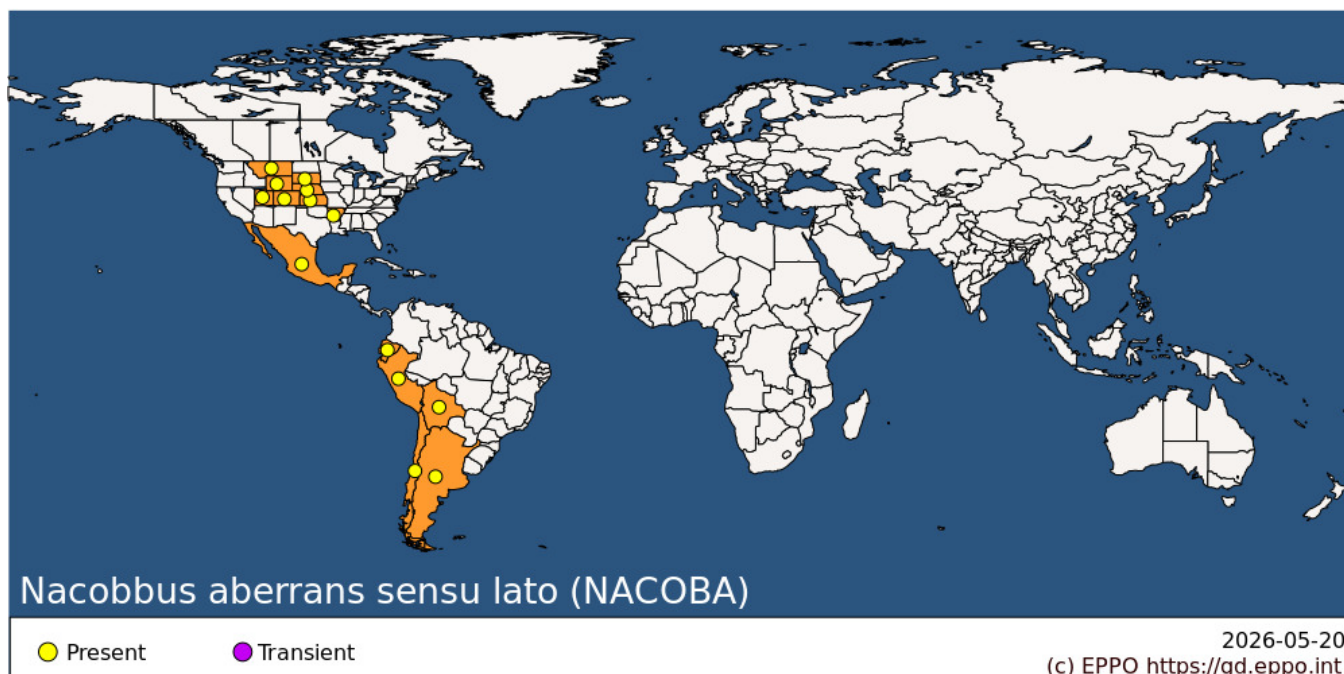 Nacobbus aberrans sensu lato (NACOBA)
Present
Transient
2026-05-20
(c) EPPO https://gd.eppo.int